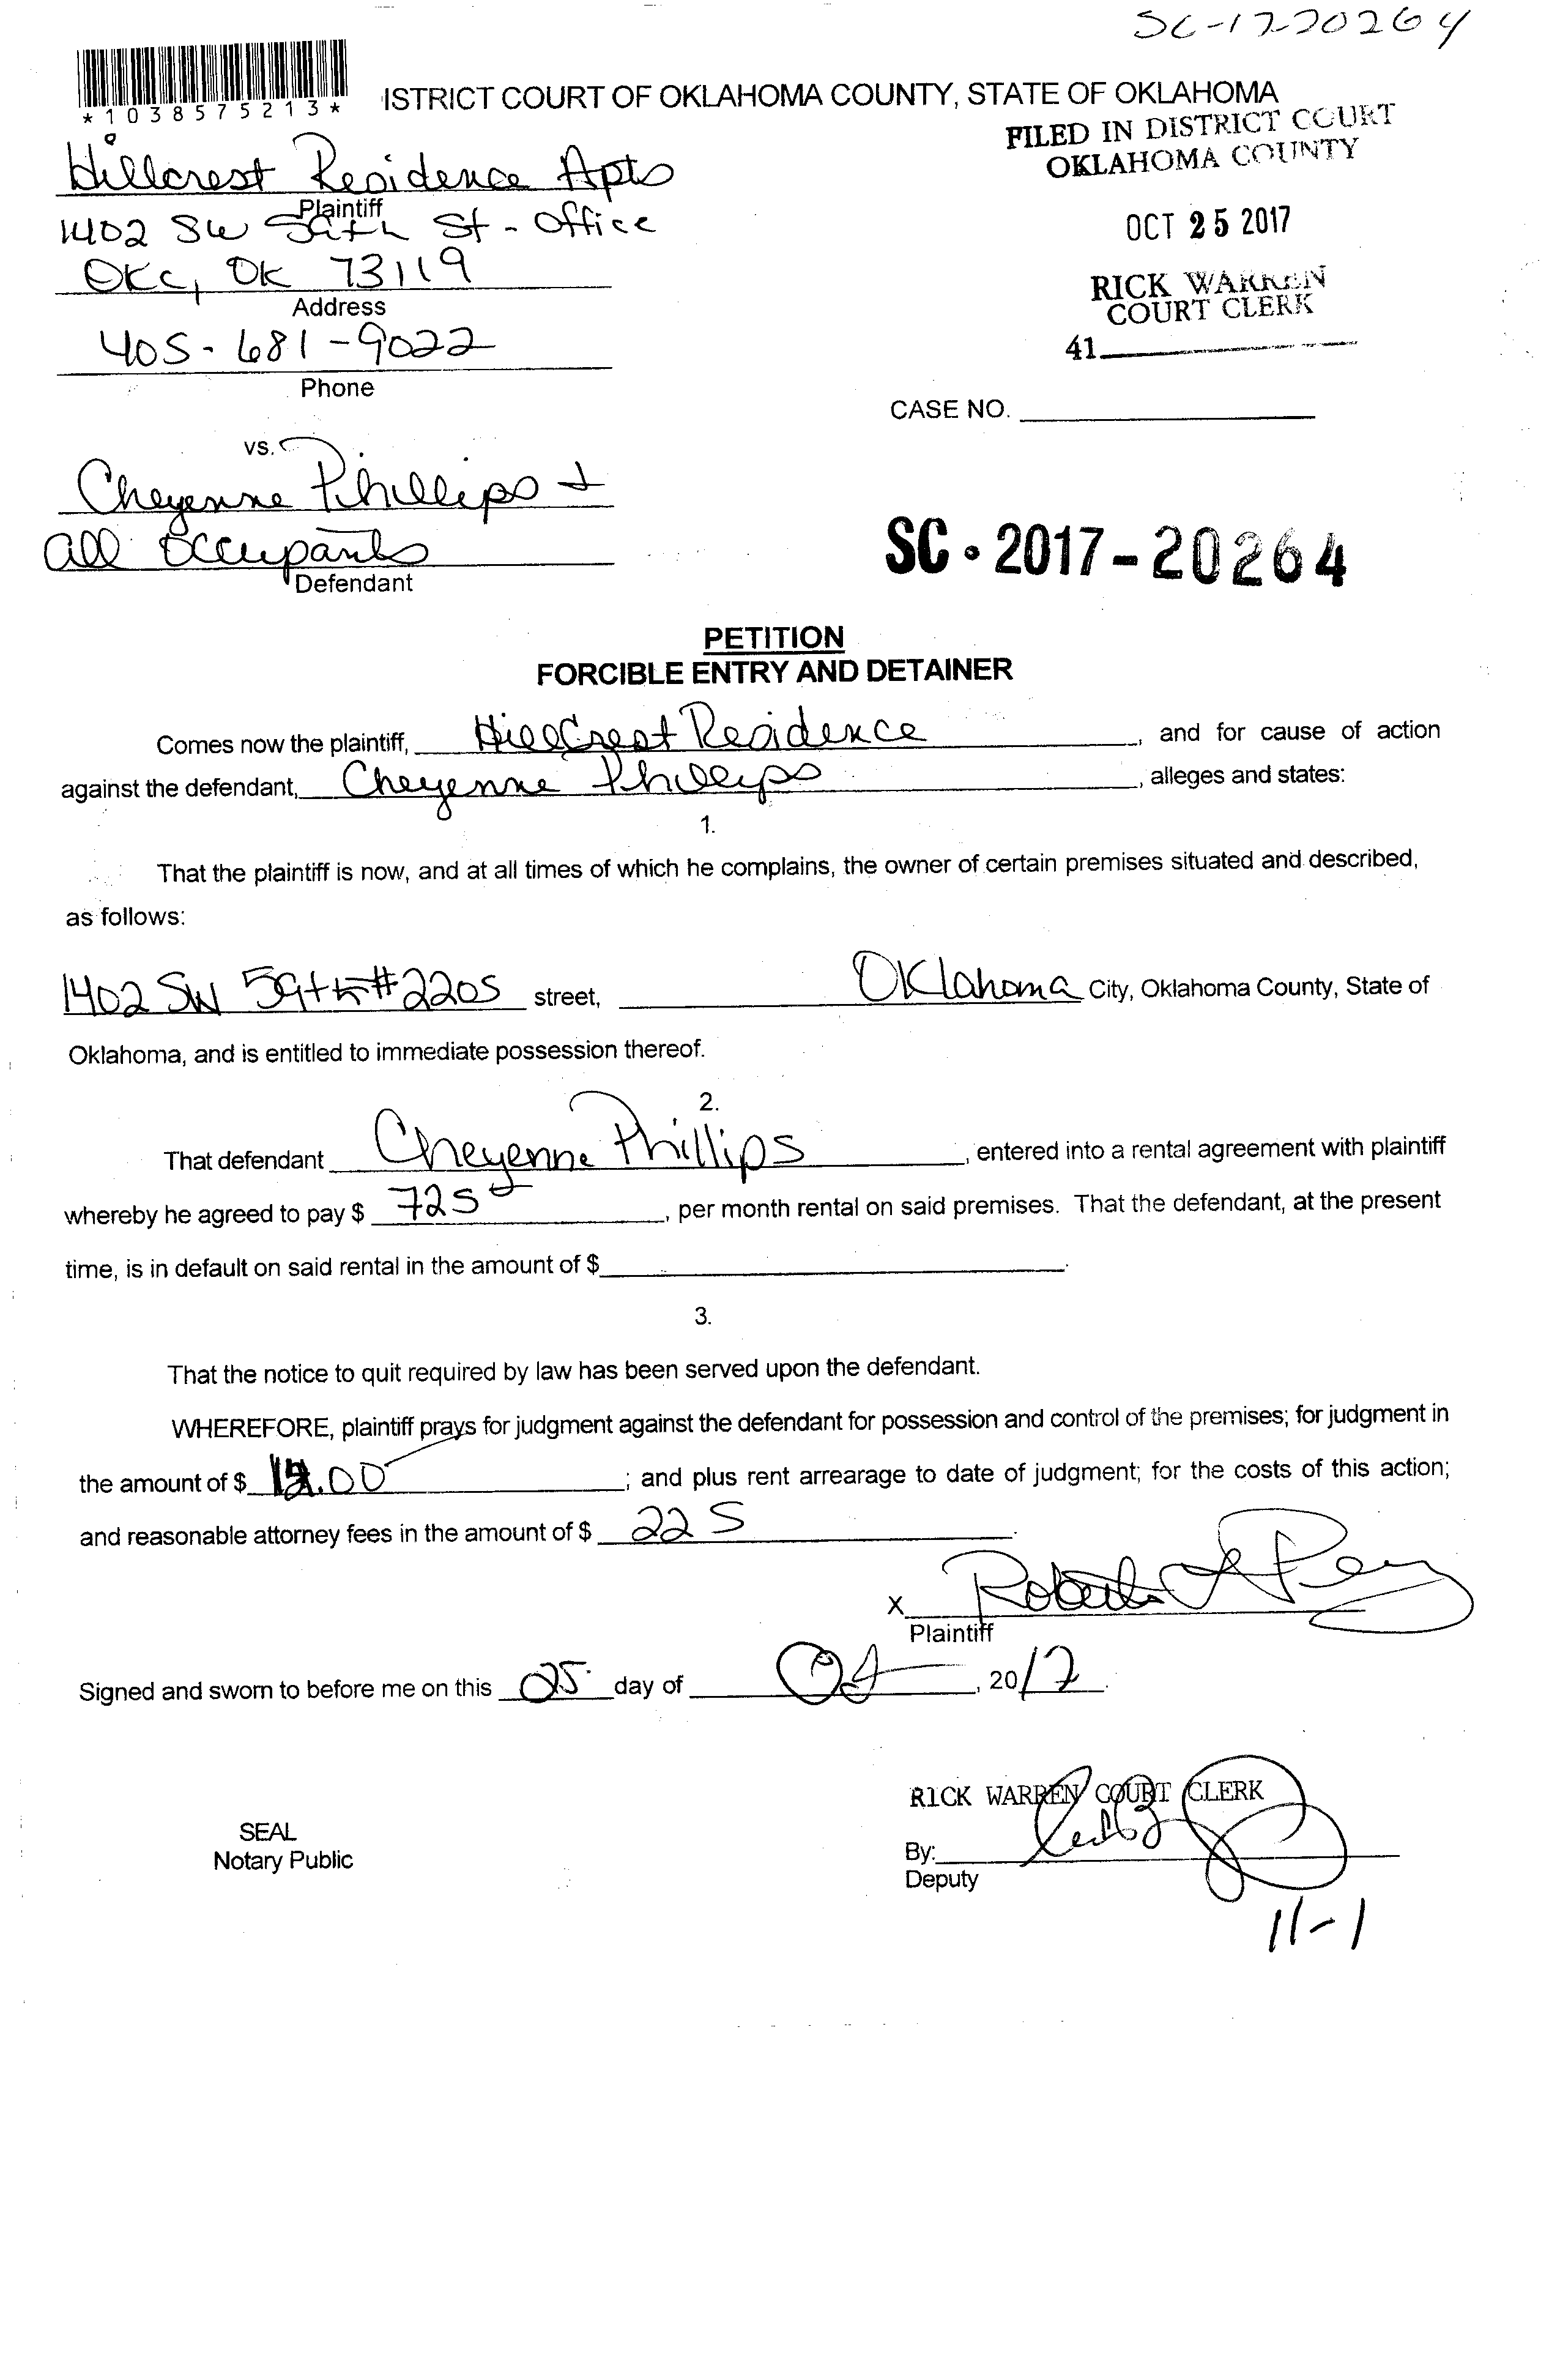 SC-17-20264
*1038575213*
ISTRICT COURT OF OKLAHOMA COUNTY, STATE OF OKLAHOMA
FILED IN DISTRICT COURT
OKLAHOMA COUNTY
Hillcrest Residence Apts
Plaintiff
1402 SW 59th St - Office
OCT 25 2017
OKC, OK 73119
Address
RICK WARREN
COURT CLERK
405-681-9022
41
Phone
CASE NO.
vs.
Cheyenne Phillips +
all occupants
Defendant
SC-2017-20264
PETITION
FORCIBLE ENTRY AND DETAINER
Comes now the plaintiff, HillCrest Residence, and for cause of action
against the defendant, Cheyenne Phillips, alleges and states:
1.
That the plaintiff is now, and at all times of which he complains, the owner of certain premises situated and described,
as follows:
1402 SW 59th #2205 street, Oklahoma City, Oklahoma County, State of
Oklahoma, and is entitled to immediate possession thereof.
2.
That defendant Cheyenne Phillips, entered into a rental agreement with plaintiff
whereby he agreed to pay $ 725, per month rental on said premises. That the defendant, at the present
time, is in default on said rental in the amount of $
3.
That the notice to quit required by law has been served upon the defendant.
WHEREFORE, plaintiff prays for judgment against the defendant for possession and control of the premises; for judgment in
the amount of $ ; and plus rent arrearage to date of judgment; for the costs of this action;
and reasonable attorney fees in the amount of $ 225.
X
Plaintiff
Signed and sworn to before me on this 25 day of Oct, 2017.
RICK WARREN COURT CLERK
SEAL
Notary Public
By:
Deputy
11-1